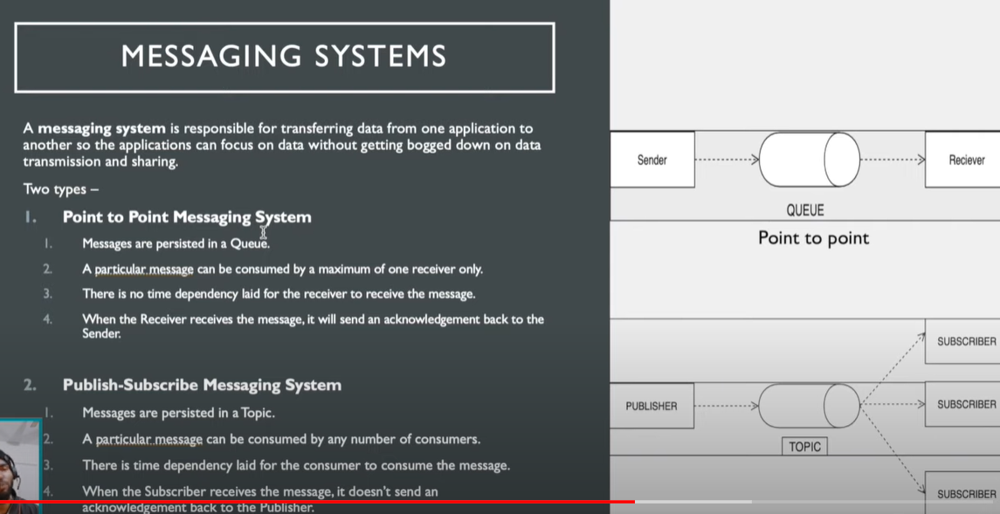 MESSAGING SYSTEMS
A messaging system is responsible for transferring data from one application to
another so the applications can focus on data without getting bogged down on data
transmission and sharing.
Two types –
1. Point to Point Messaging System
1. Messages are persisted in a Queue.
2. A particular message can be consumed by a maximum of one receiver only.
3. There is no time dependency laid for the receiver to receive the message.
4. When the Receiver receives the message, it will send an acknowledgement back to the
Sender.
2. Publish-Subscribe Messaging System
1. Messages are persisted in a Topic.
2. A particular message can be consumed by any number of consumers.
3. There is time dependency laid for the consumer to consume the message.
4. When the Subscriber receives the message, it doesn't send an
acknowledgement back to the Publisher.
Sender
Reciever
QUEUE
Point to point
SUBSCRIBER
PUBLISHER
SUBSCRIBER
TOPIC
SUBSCRIBER